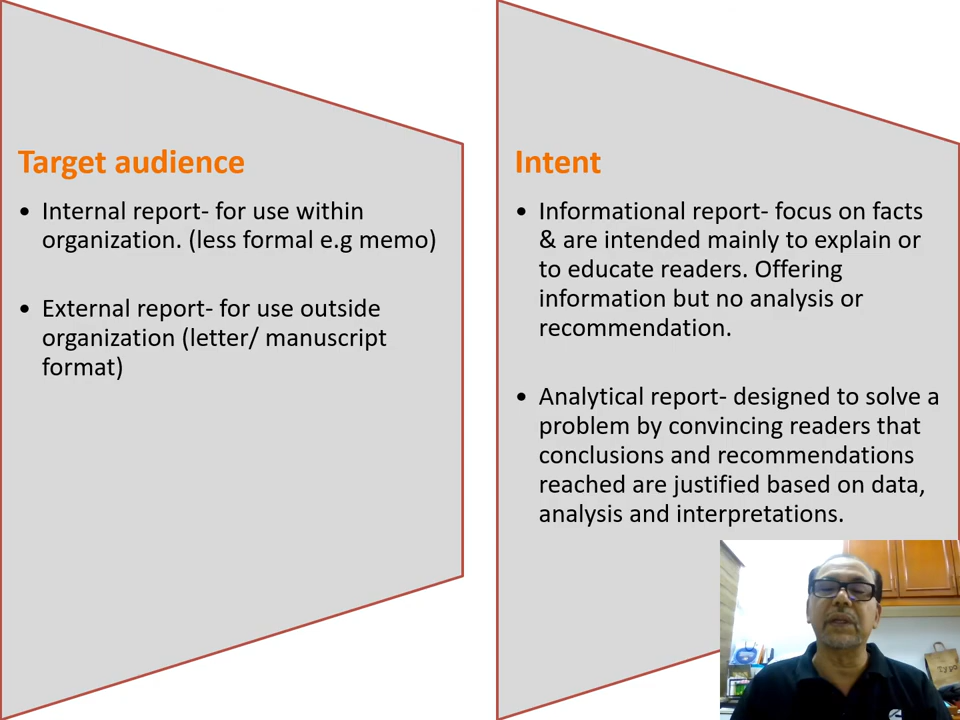 Target audience
• Internal report- for use within
organization. (less formal e.g memo)
• External report- for use outside
organization (letter/ manuscript
format)
Intent
• Informational report- focus on facts
& are intended mainly to explain or
to educate readers. Offering
information but no analysis or
recommendation.
• Analytical report- designed to solve a
problem by convincing readers that
conclusions and recommendations
reached are justified based on data,
analysis and interpretations.